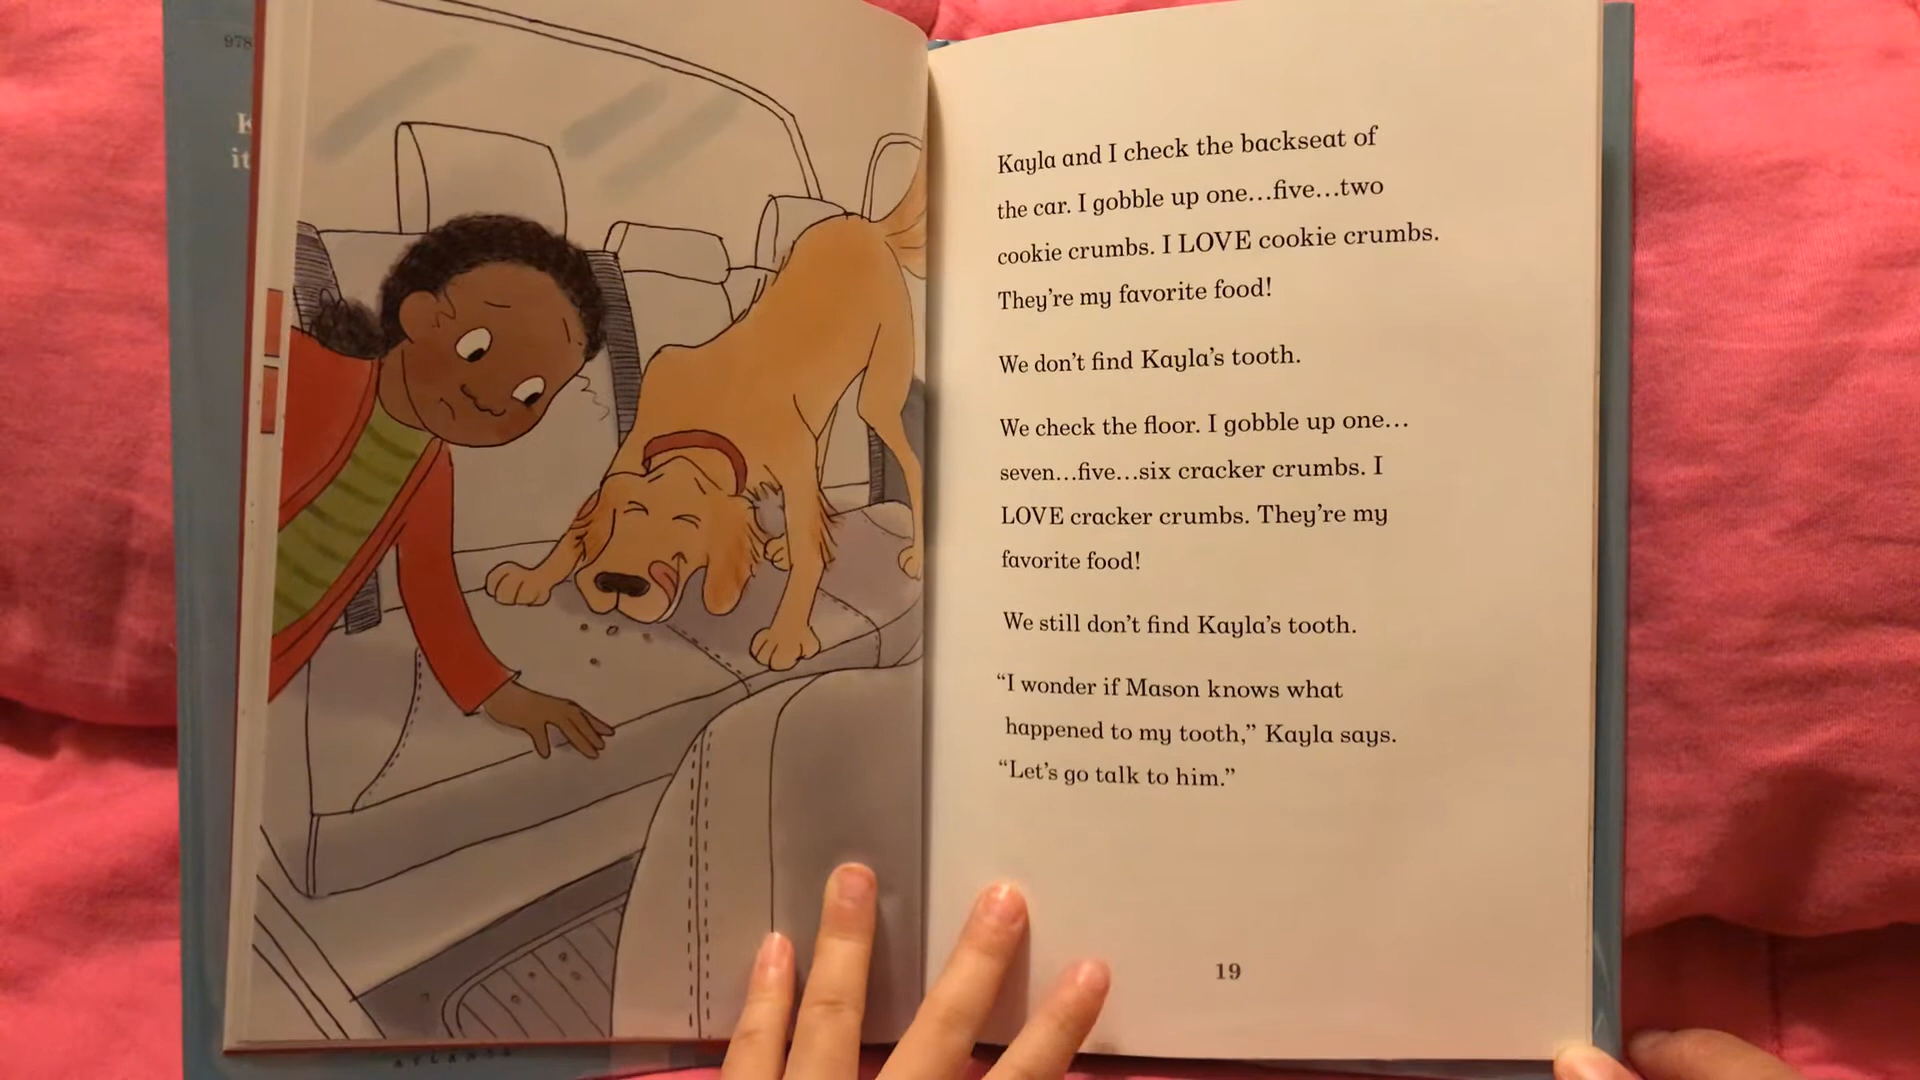 978
K
it
Kayla and I check the backseat of
the car. I gobble up one…five…two
cookie crumbs. I LOVE cookie crumbs.
They’re my favorite food!
We don’t find Kayla’s tooth.
We check the floor. I gobble up one…
seven…five…six cracker crumbs. I
LOVE cracker crumbs. They’re my
favorite food!
We still don’t find Kayla’s tooth.
“I wonder if Mason knows what
happened to my tooth,” Kayla says.
“Let’s go talk to him.”
19